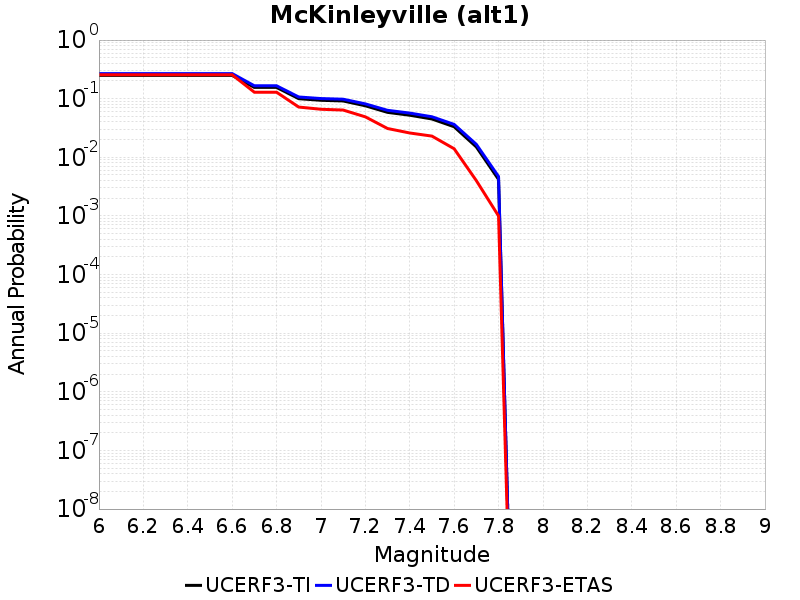 McKinleyville (alt1)
Annual Probability
10^0
10^-1
10^-2
10^-3
10^-4
10^-5
10^-6
10^-7
10^-8
6 6.2 6.4 6.6 6.8 7 7.2 7.4 7.6 7.8 8 8.2 8.4 8.6 8.8 9
Magnitude
UCERF3-TI UCERF3-TD UCERF3-ETAS